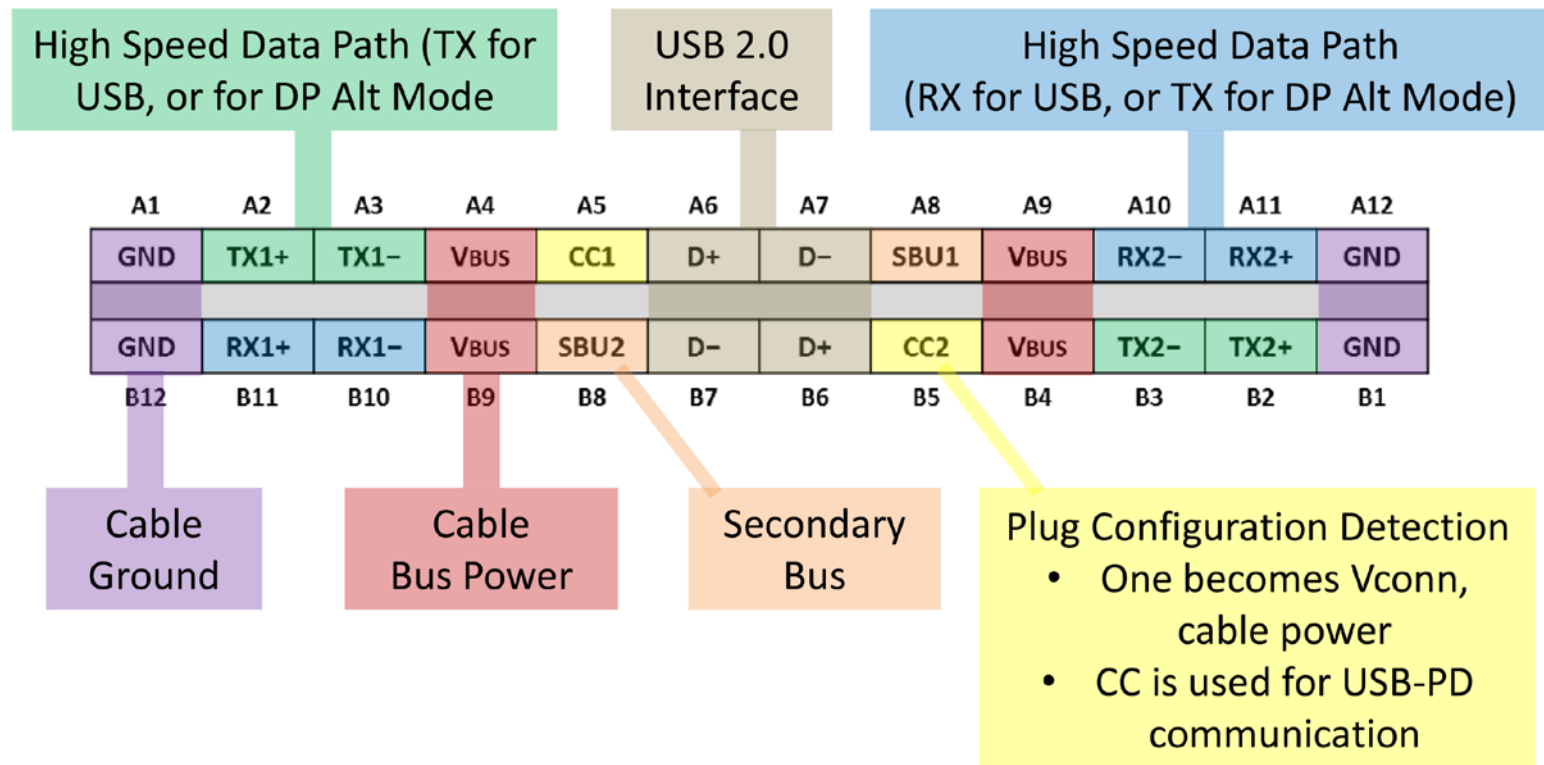 High Speed Data Path (TX for
USB, or for DP Alt Mode
USB 2.0
Interface
High Speed Data Path
(RX for USB, or TX for DP Alt Mode)
A1 A2 A3 A4 A5 A6 A7 A8 A9 A10 A11 A12
GND TX1+ TX1− VBUS CC1 D+ D− SBU1 VBUS RX2− RX2+ GND
GND RX1+ RX1− VBUS SBU2 D− D+ CC2 VBUS TX2− TX2+ GND
B12 B11 B10 B9 B8 B7 B6 B5 B4 B3 B2 B1
Cable
Ground
Cable
Bus Power
Secondary
Bus
Plug Configuration Detection
• One becomes Vconn,
cable power
• CC is used for USB-PD
communication